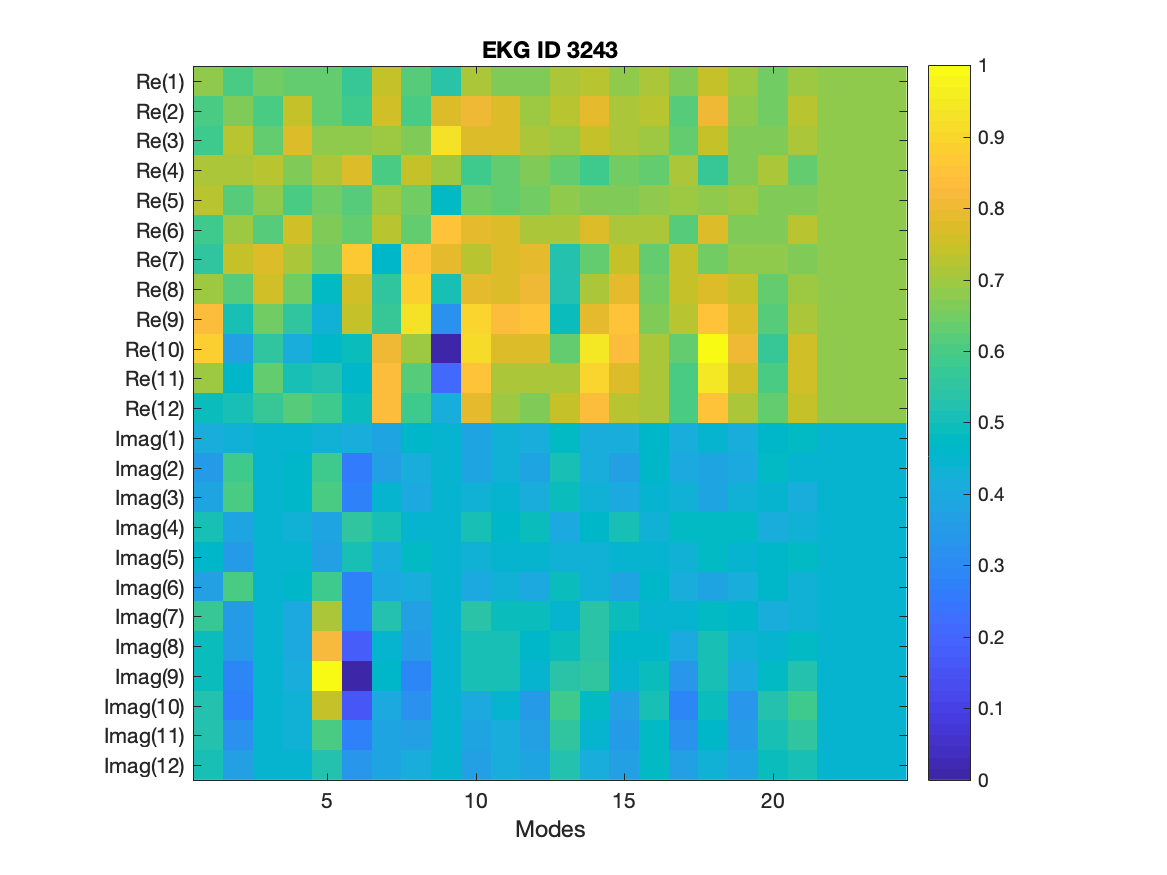 EKG ID 3243
Re(1)
Re(2)
Re(3)
Re(4)
Re(5)
Re(6)
Re(7)
Re(8)
Re(9)
Re(10)
Re(11)
Re(12)
Imag(1)
Imag(2)
Imag(3)
Imag(4)
Imag(5)
Imag(6)
Imag(7)
Imag(8)
Imag(9)
Imag(10)
Imag(11)
Imag(12)
5 10 15 20
Modes
1
0.9
0.8
0.7
0.6
0.5
0.4
0.3
0.2
0.1
0